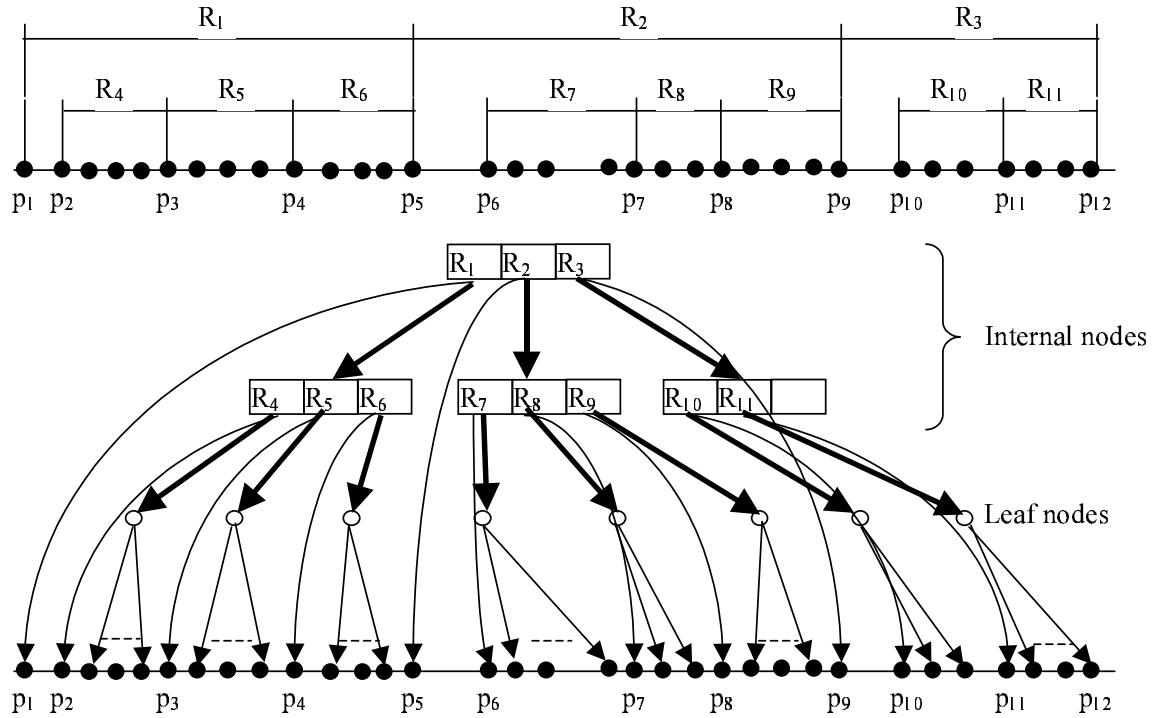 R₁ R₂ R₃
R₄ R₅ R₆ R₇ R₈ R₉ R₁₀ R₁₁
p₁ p₂ p₃ p₄ p₅ p₆ p₇ p₈ p₉ p₁₀ p₁₁ p₁₂
R₁ R₂ R₃
Internal nodes
R₄ R₅ R₆ R₇ R₈ R₉ R₁₀ R₁₁
Leaf nodes
p₁ p₂ p₃ p₄ p₅ p₆ p₇ p₈ p₉ p₁₀ p₁₁ p₁₂